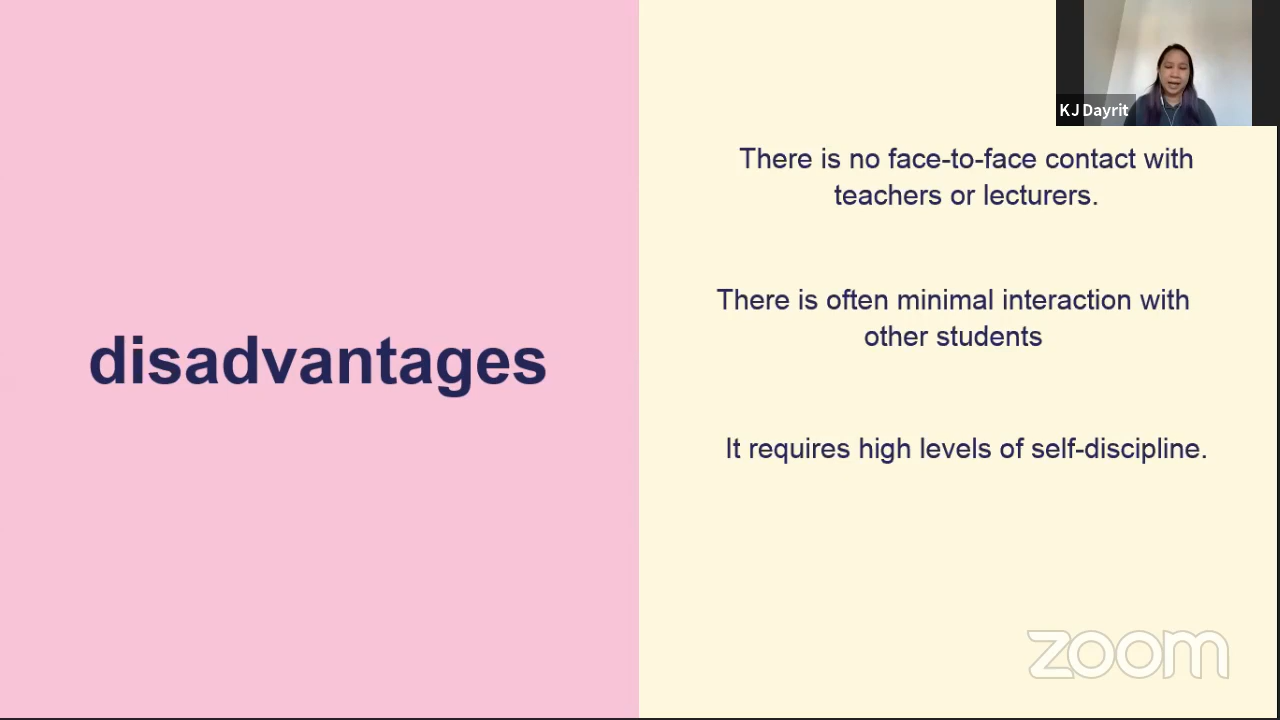 KJ Dayrit
There is no face-to-face contact with
teachers or lecturers.
There is often minimal interaction with
other students
disadvantages
It requires high levels of self-discipline.
zoom